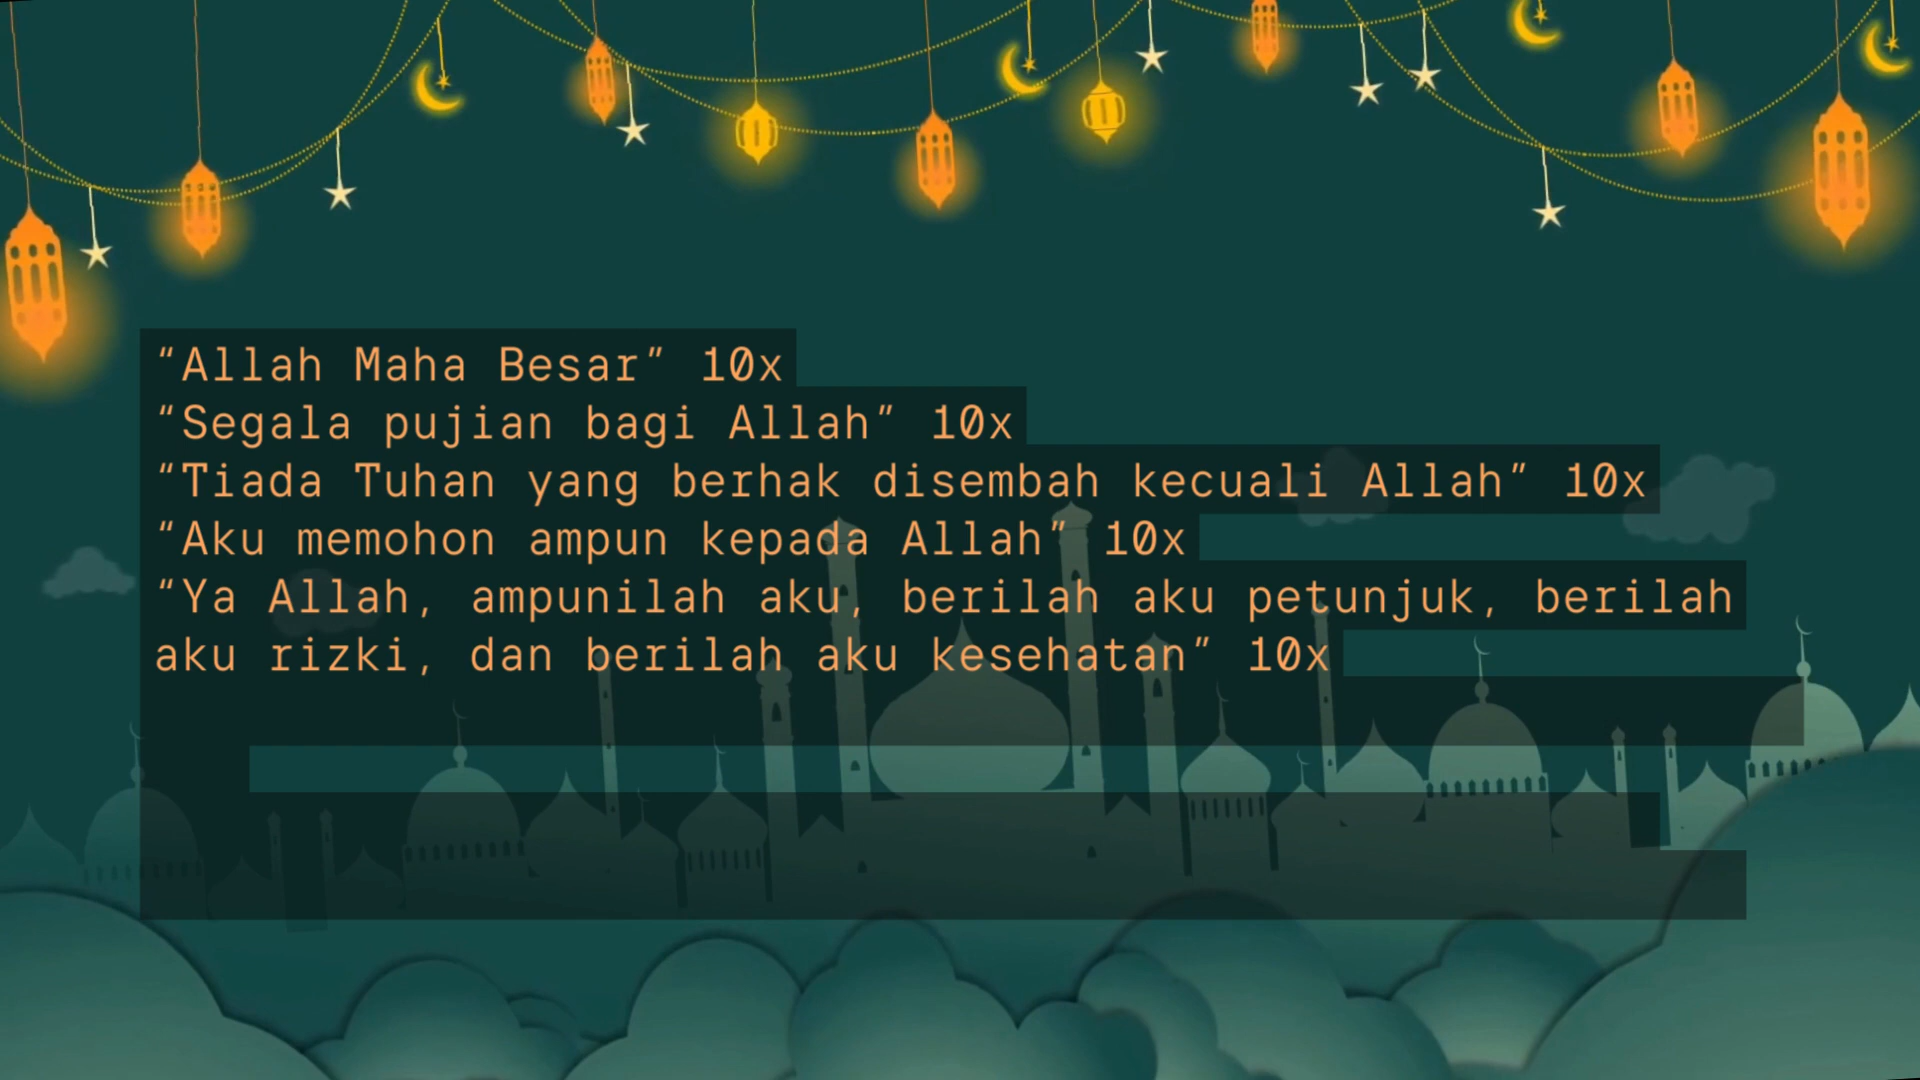 “Allah Maha Besar” 10x
“Segala pujian bagi Allah” 10x
“Tiada Tuhan yang berhak disembah kecuali Allah” 10x
“Aku memohon ampun kepada Allah” 10x
“Ya Allah, ampunilah aku, berilah aku petunjuk, berilah
aku rizki, dan berilah aku kesehatan” 10x